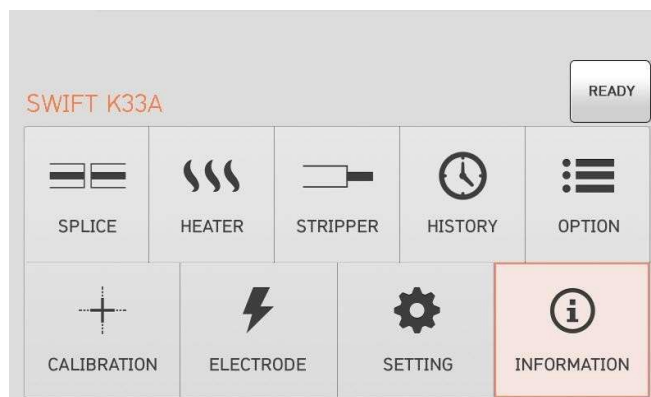 SWIFT K33A
READY
SPLICE
HEATER
STRIPPER
HISTORY
OPTION
CALIBRATION
ELECTRODE
SETTING
INFORMATION